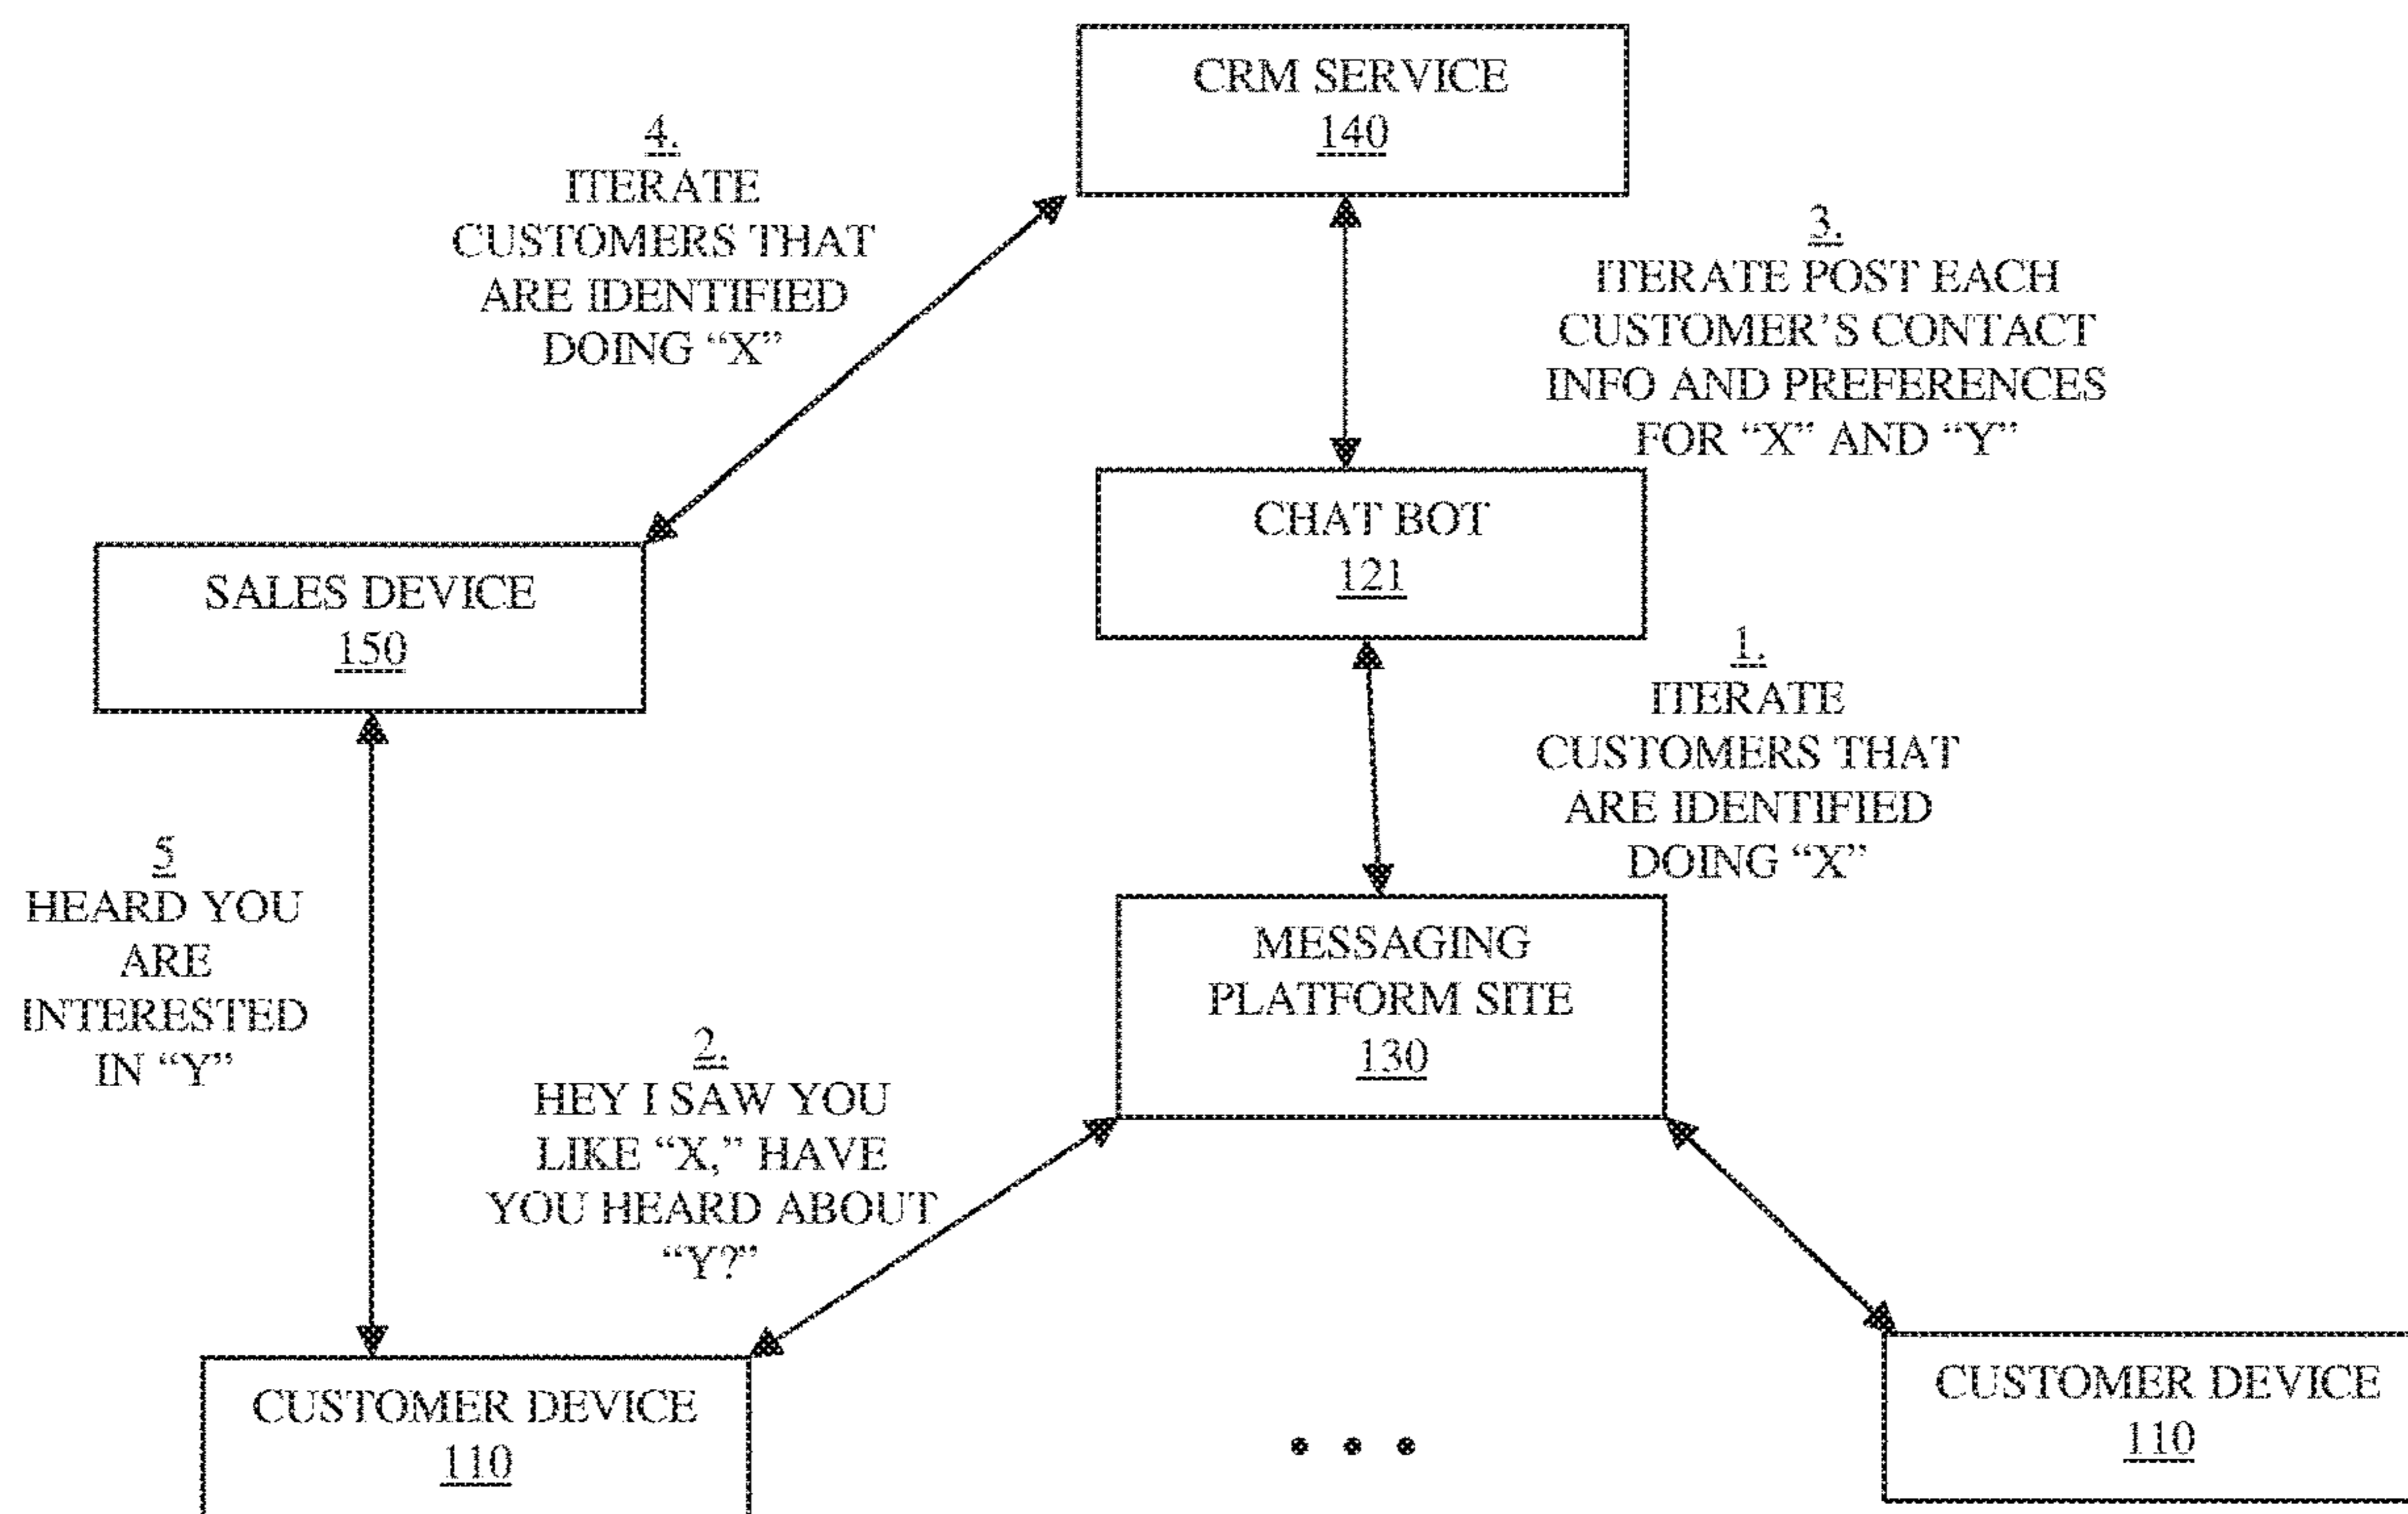 CRM SERVICE
140
4.
ITERATE
CUSTOMERS THAT
ARE IDENTIFIED
DOING “X”
3.
ITERATE POST EACH
CUSTOMER’S CONTACT
INFO AND PREFERENCES
FOR “X” AND “Y”
CHAT BOT
121
SALES DEVICE
150
1.
ITERATE
CUSTOMERS THAT
ARE IDENTIFIED
DOING “X”
5
HEARD YOU
ARE
INTERESTED
IN “Y”
MESSAGING
PLATFORM SITE
130
2.
HEY I SAW YOU
LIKE “X,” HAVE
YOU HEARD ABOUT
“Y?”
CUSTOMER DEVICE
110
CUSTOMER DEVICE
110